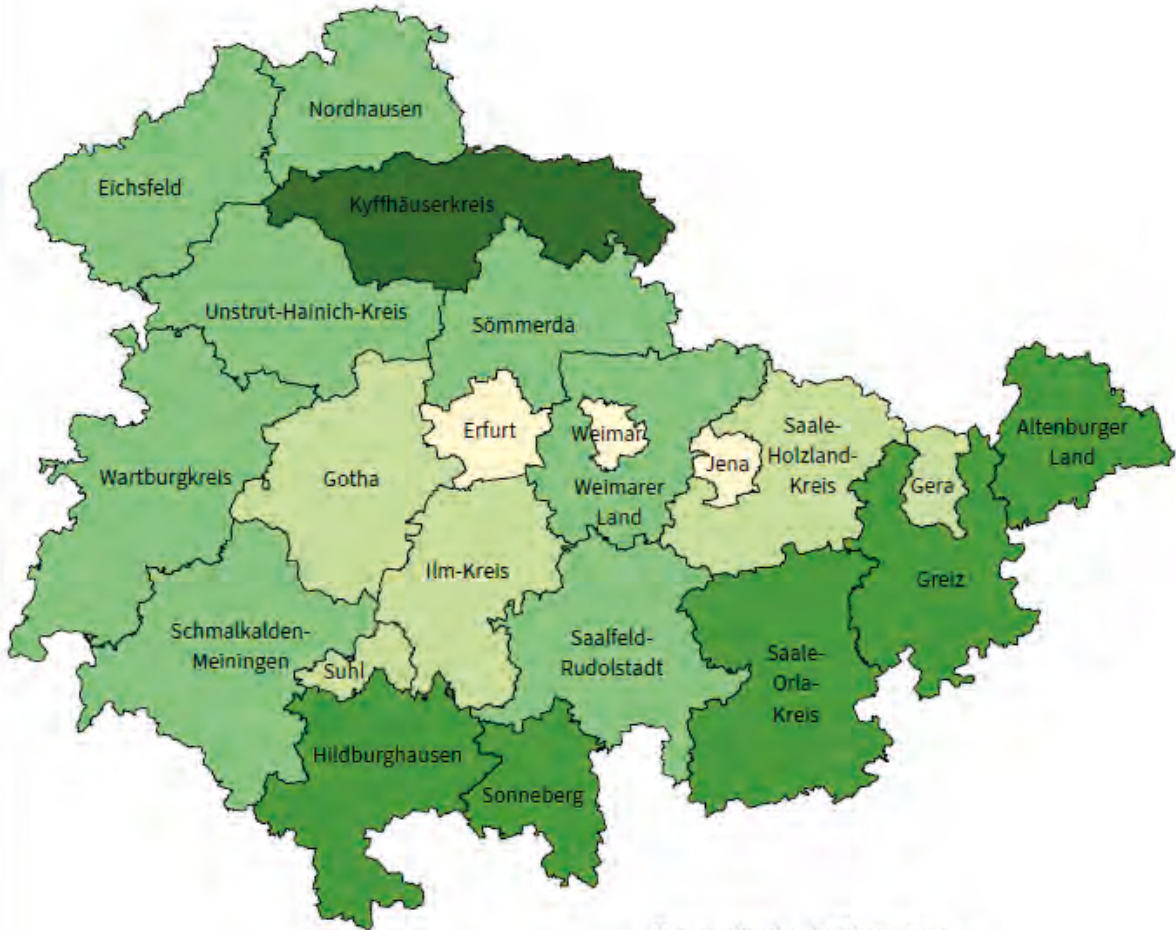 Nordhausen
Eichsfeld
Kyffhäuserkreis
Unstrut-Hainich-Kreis
Sömmerda
Erfurt
Weimar
Jena
Saale-
Holzland-
Kreis
Altenburger
Land
Wartburgkreis
Gotha
Weimarer
Land
Gera
Ilm-Kreis
Greiz
Schmalkalden-
Meiningen
Suhl
Saalfeld-
Rudolstadt
Saale-
Orla-
Kreis
Hildburghausen
Sonneberg